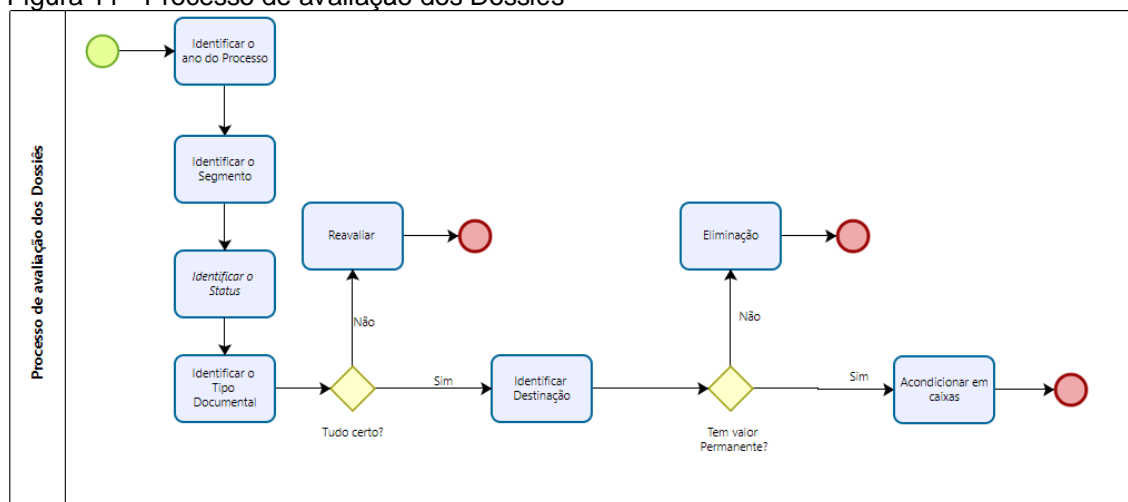 Figura 11 - Processo de avaliação dos Dossiês
Processo de avaliação dos Dossiês
Identificar o
ano do Processo
Identificar o
Segmento
Identificar o
Status
Identificar o
Tipo
Documental
Tudo certo?
Não
Reavaliar
Sim
Identificar
Destinação
Tem valor
Permanente?
Não
Eliminação
Sim
Acondicionar em
caixas